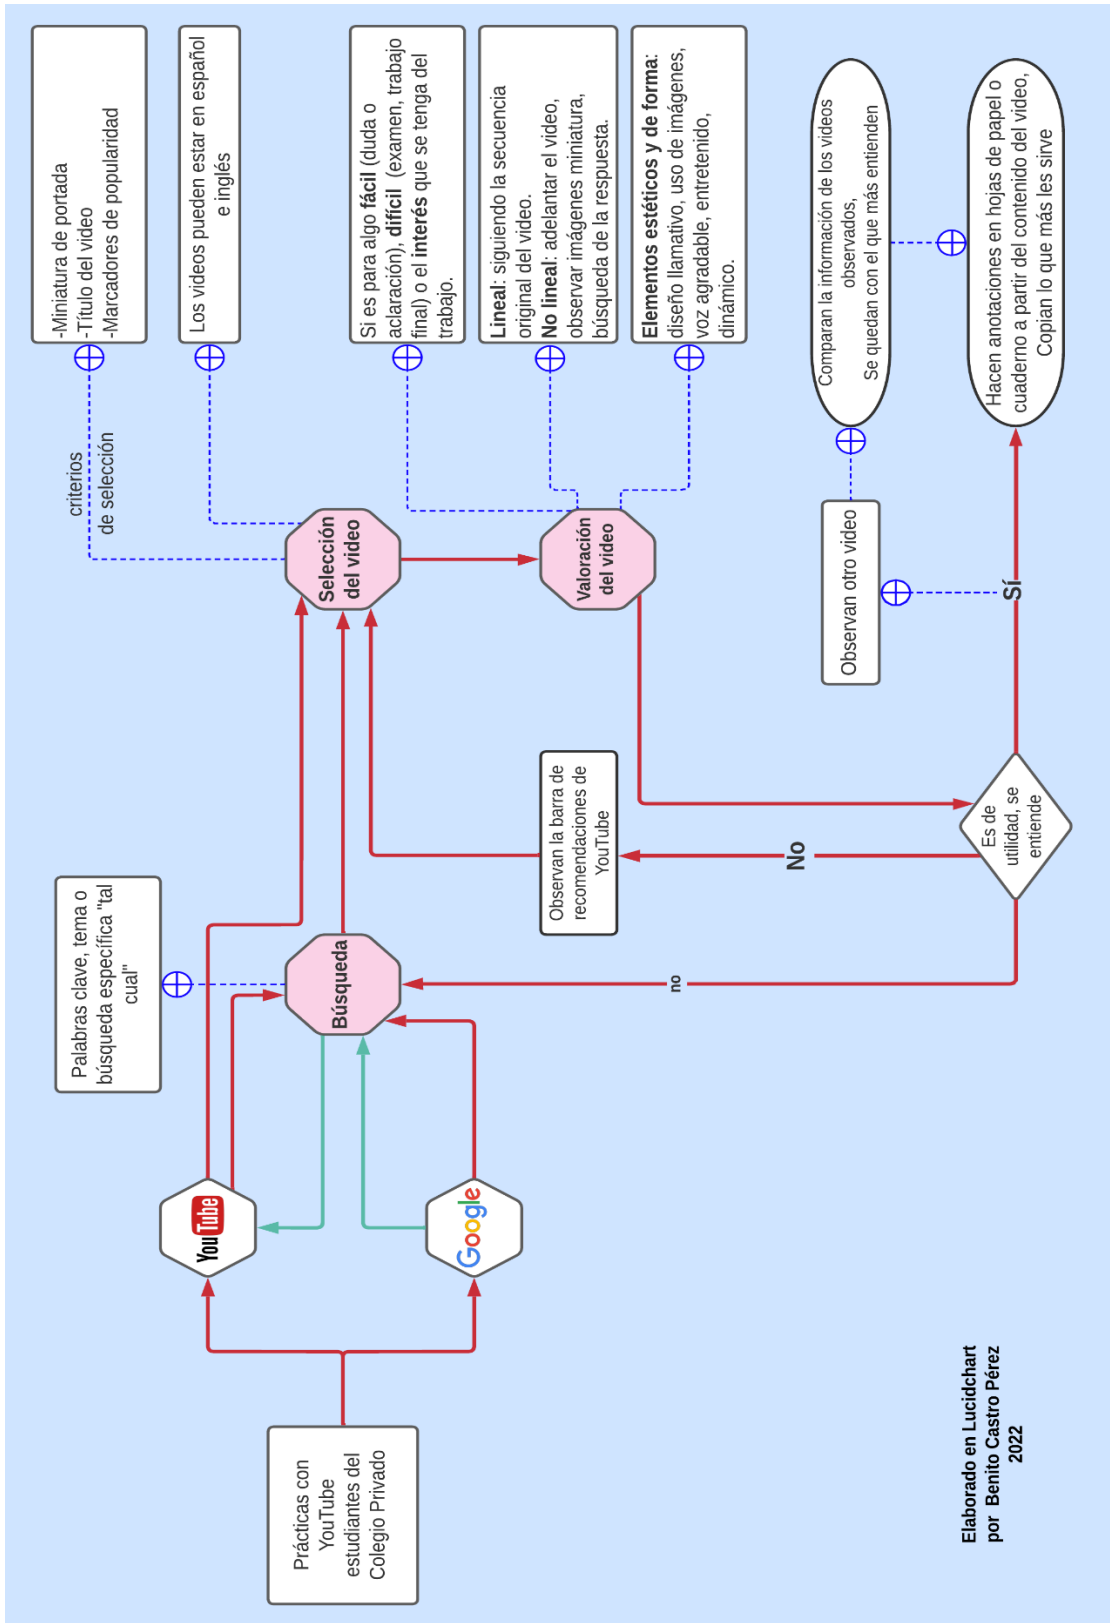 Prácticas con
YouTube
estudiantes del
Colegio Privado
YouTube
Google
Palabras clave, tema o
búsqueda específica "tal
cual"
Búsqueda
criterios
de selección
-Miniatura de portada
-Título del video
-Marcadores de popularidad
Los videos pueden estar en español
e inglés
Selección
del video
Si es para algo fácil (duda o
aclaración), difícil (examen, trabajo
final) o el interés que se tenga del
trabajo.
Lineal: siguiendo la secuencia
original del video.
No lineal: adelantar el video,
observar imágenes miniatura,
búsqueda de la respuesta.
Elementos estéticos y de forma:
diseño llamativo, uso de imágenes,
voz agradable, entretenido,
dinámico.
Valoración
del video
Observan la barra de
recomendaciones de
YouTube
No
no
Es de
utilidad, se
entiende
Sí
Observan otro video
Comparan la información de los videos
observados,
Se quedan con el que más entienden
Hacen anotaciones en hojas de papel o
cuaderno a partir del contenido del video,
Copian lo que más les sirve
Elaborado en Lucidchart
por Benito Castro Pérez
2022